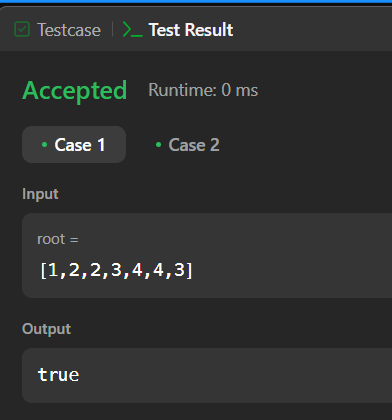 Testcase | >_ Test Result
Accepted Runtime: 0 ms
• Case 1 • Case 2
Input
root =
[1,2,2,3,4,4,3]
Output
true